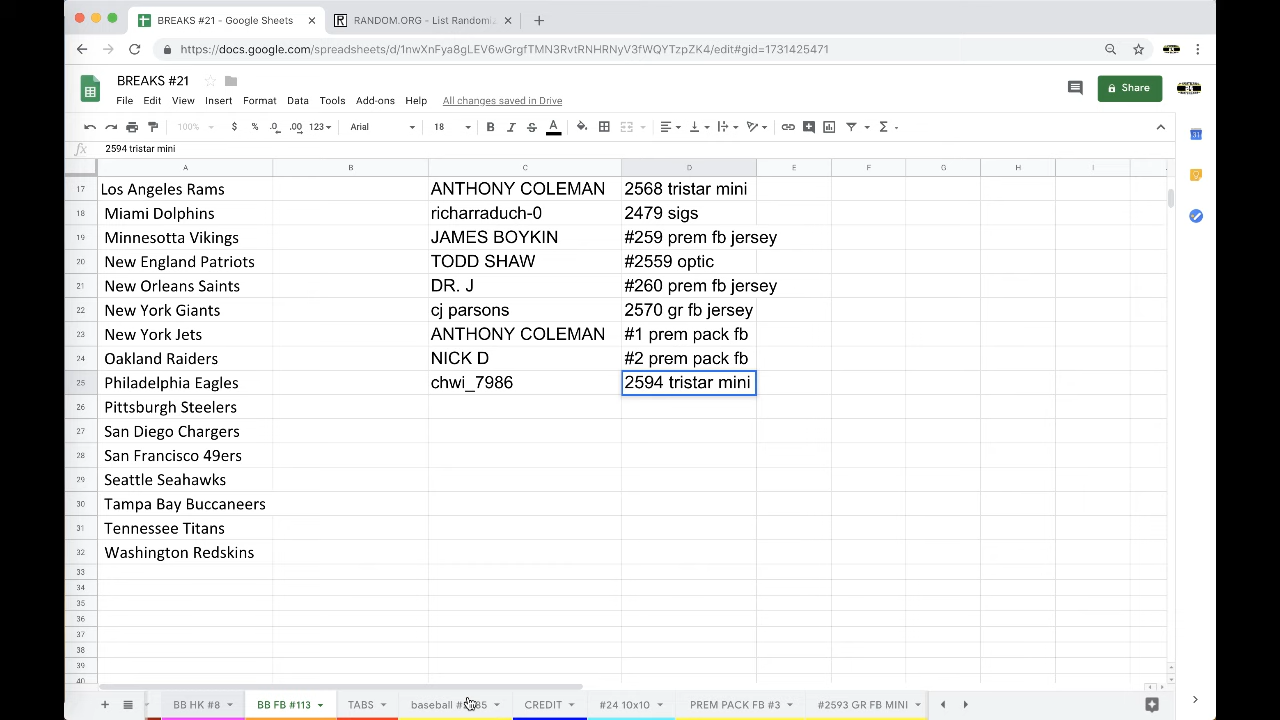 BREAKS #21 - Google Sheets
RANDOM.ORG - List Randomi
https://docs.google.com/spreadsheets/d/1nwXnFya8gLEV6wGrgfTMN3RvtRNHRNyV3fWQYTzpZK4/edit#gid=1731425471
BREAKS #21
File Edit View Insert Format Data Tools Add-ons Help All changes saved in Drive
Share
100% $ % .0 .00 123 Arial 18 B I S A
fx 2594 tristar mini
A B C D E F G H I
17 Los Angeles Rams ANTHONY COLEMAN 2568 tristar mini
18 Miami Dolphins richarraduch-0 2479 sigs
19 Minnesotta Vikings JAMES BOYKIN #259 prem fb jersey
20 New England Patriots TODD SHAW #2559 optic
21 New Orleans Saints DR. J #260 prem fb jersey
22 New York Giants cj parsons 2570 gr fb jersey
23 New York Jets ANTHONY COLEMAN #1 prem pack fb
24 Oakland Raiders NICK D #2 prem pack fb
25 Philadelphia Eagles chwi_7986 2594 tristar mini
26 Pittsburgh Steelers
27 San Diego Chargers
28 San Francisco 49ers
29 Seattle Seahawks
30 Tampa Bay Buccaneers
31 Tennessee Titans
32 Washington Redskins
33
34
35
36
37
38
39
40
BB HK #8 BB FB #113 TABS baseball CREDIT #24 10x10 PREM PACK FB #3 #2593 GR FB MINI